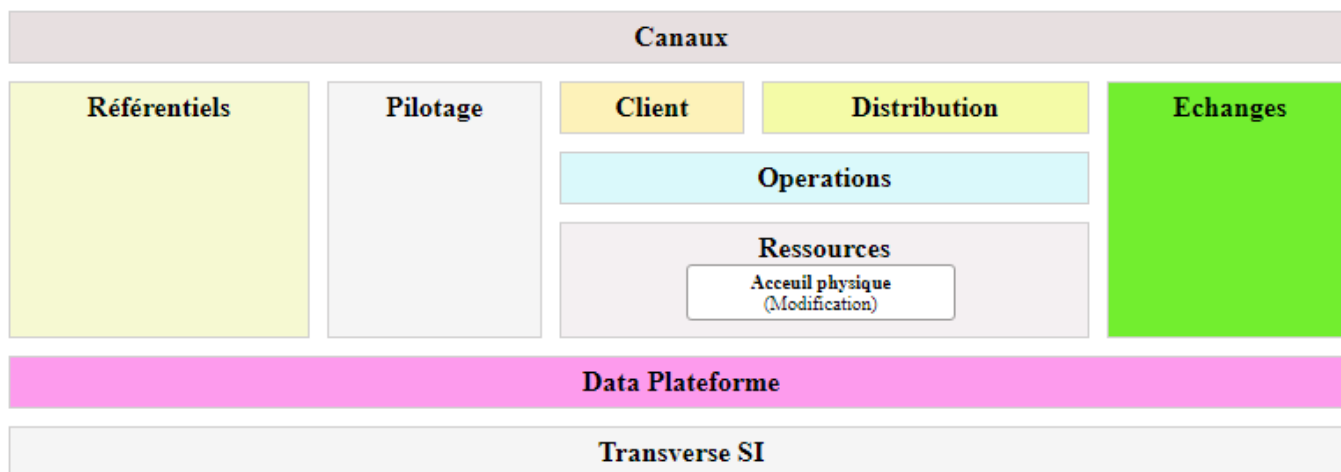 Canaux
Référentiels
Pilotage
Client
Distribution
Echanges
Operations
Ressources
Acceuil physique
(Modification)
Data Plateforme
Transverse SI